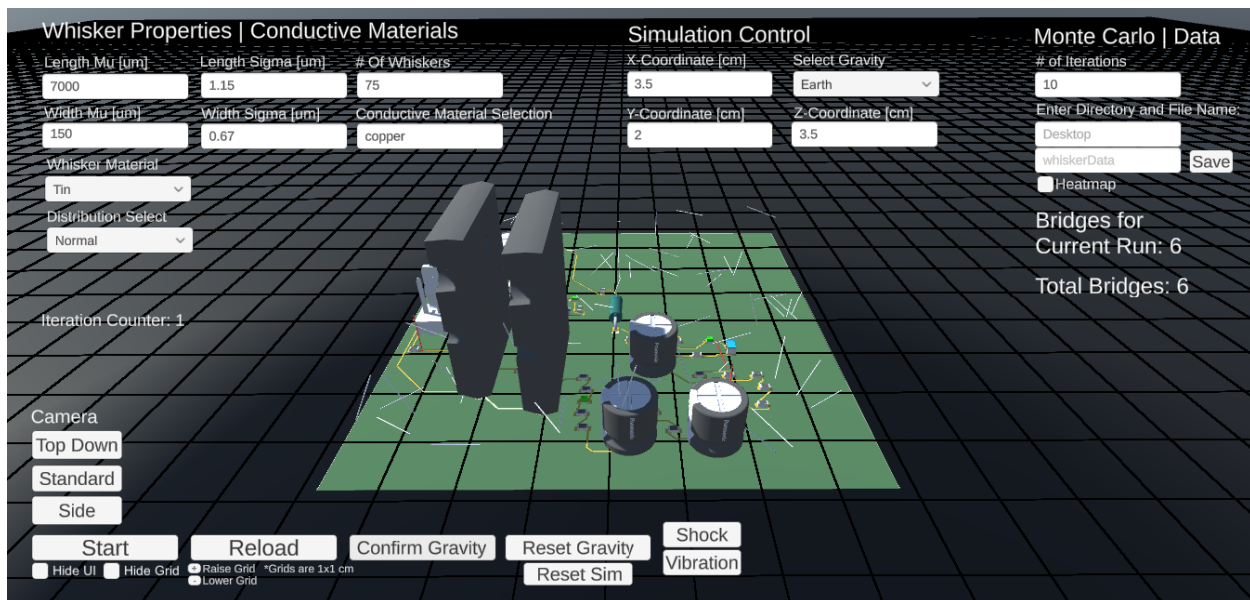 Whisker Properties | Conductive Materials
Length Mu [um]
Length Sigma [um]
# Of Whiskers
7000
1.15
75
Width Mu [um]
Width Sigma [um]
Conductive Material Selection
150
0.67
copper
Whisker Material
Tin
Distribution Select
Normal
Iteration Counter: 1
Simulation Control
X-Coordinate [cm]
Select Gravity
3.5
Earth
Y-Coordinate [cm]
Z-Coordinate [cm]
2
3.5
Monte Carlo | Data
# of Iterations
10
Enter Directory and File Name:
Desktop
whiskerData
Save
Heatmap
Bridges for
Current Run: 6
Total Bridges: 6
Camera
Top Down
Standard
Side
Start
Reload
Confirm Gravity
Reset Gravity
Shock
Hide UI
Hide Grid
+ Raise Grid
*Grids are 1x1 cm
- Lower Grid
Reset Sim
Vibration